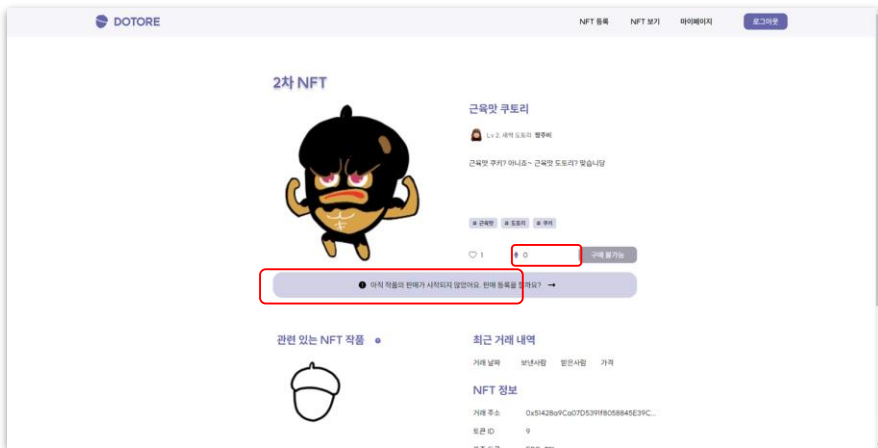 DOTORE
NFT 등록 NFT 보기 마이페이지 로그아웃
2차 NFT
근육맛 쿠토리
Lv 2. 새싹 도토리
근육맛 쿠키? 아니죠~ 근육맛 도토리? 맞습니당
# 근육맛 # 도토리 # 쿠키
1 0 구매 불가능
아직 작품의 판매가 시작되지 않았어요. 판매 등록을 할까요? →
관련 있는 NFT 작품
최근 거래 내역
거래 날짜 보낸사람 받은사람 가격
NFT 정보
거래 주소
토큰 ID 9